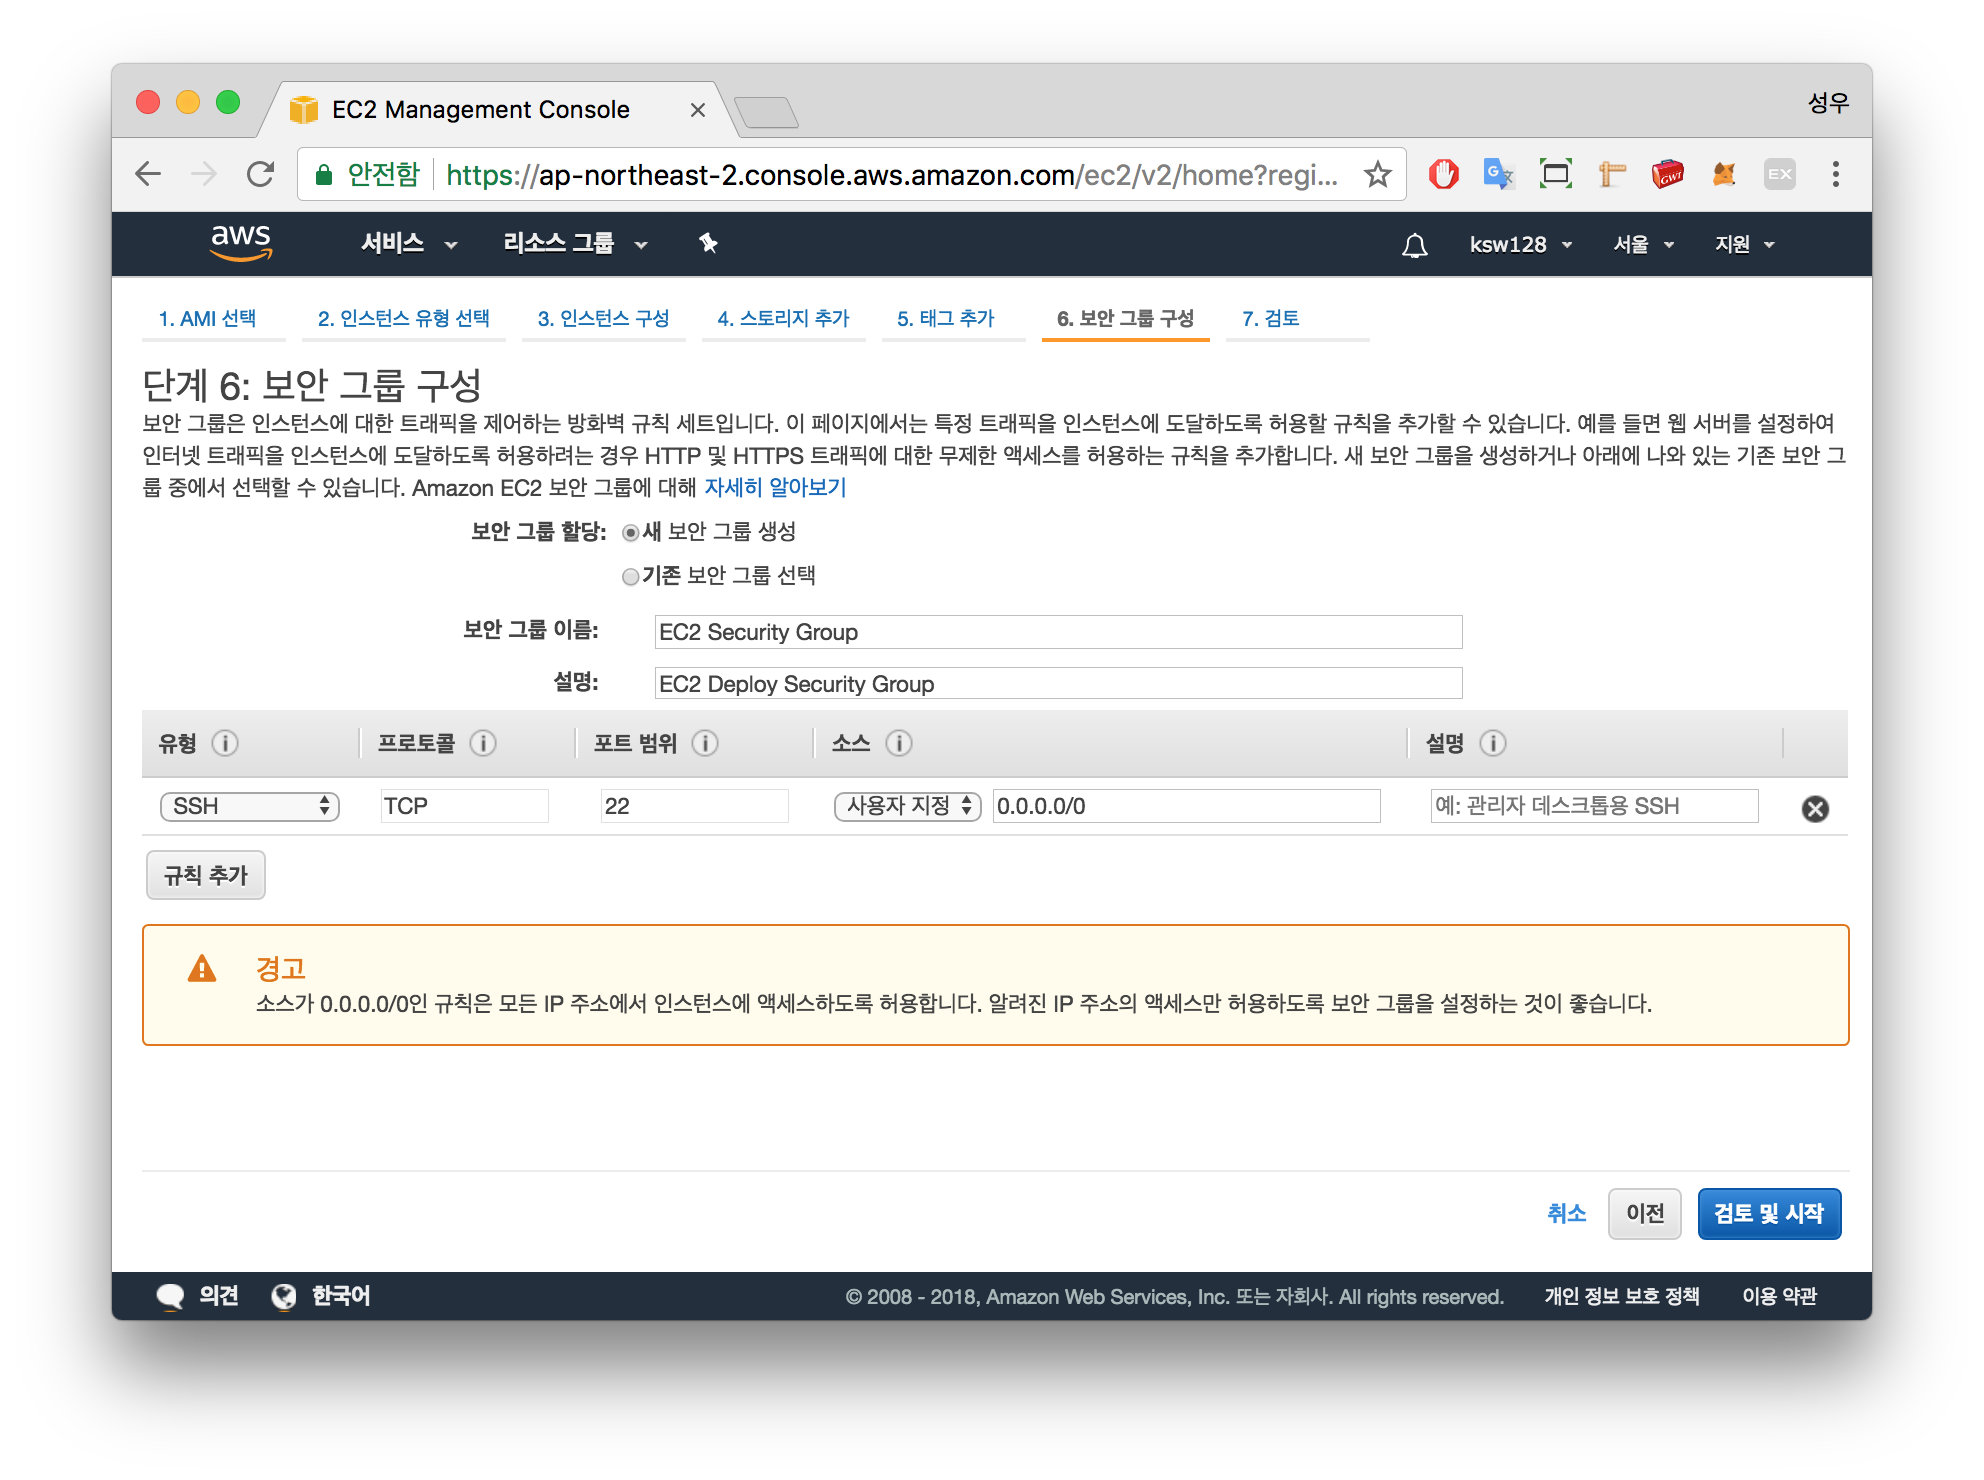 EC2 Management Console
성우
안전함 https://ap-northeast-2.console.aws.amazon.com/ec2/v2/home?regi...
G 文 GWT EX
aws 서비스 리소스 그룹 ksw128 서울 지원
1. AMI 선택 2. 인스턴스 유형 선택 3. 인스턴스 구성 4. 스토리지 추가 5. 태그 추가 6. 보안 그룹 구성 7. 검토
단계 6: 보안 그룹 구성
보안 그룹은 인스턴스에 대한 트래픽을 제어하는 방화벽 규칙 세트입니다. 이 페이지에서는 특정 트래픽을 인스턴스에 도달하도록 허용할 규칙을 추가할 수 있습니다. 예를 들면 웹 서버를 설정하여
인터넷 트래픽을 인스턴스에 도달하도록 허용하려는 경우 HTTP 및 HTTPS 트래픽에 대한 무제한 액세스를 허용하는 규칙을 추가합니다. 새 보안 그룹을 생성하거나 아래에 나와 있는 기존 보안 그
룹 중에서 선택할 수 있습니다. Amazon EC2 보안 그룹에 대해 자세히 알아보기
보안 그룹 할당: 새 보안 그룹 생성
기존 보안 그룹 선택
보안 그룹 이름: EC2 Security Group
설명: EC2 Deploy Security Group
유형 i 프로토콜 i 포트 범위 i 소스 i 설명 i
SSH TCP 22 사용자 지정 0.0.0.0/0 예: 관리자 데스크톱용 SSH
규칙 추가
경고
소스가 0.0.0.0/0인 규칙은 모든 IP 주소에서 인스턴스에 액세스하도록 허용합니다. 알려진 IP 주소의 액세스만 허용하도록 보안 그룹을 설정하는 것이 좋습니다.
취소 이전 검토 및 시작
의견 한국어 © 2008 - 2018, Amazon Web Services, Inc. 또는 자회사. All rights reserved. 개인 정보 보호 정책 이용 약관